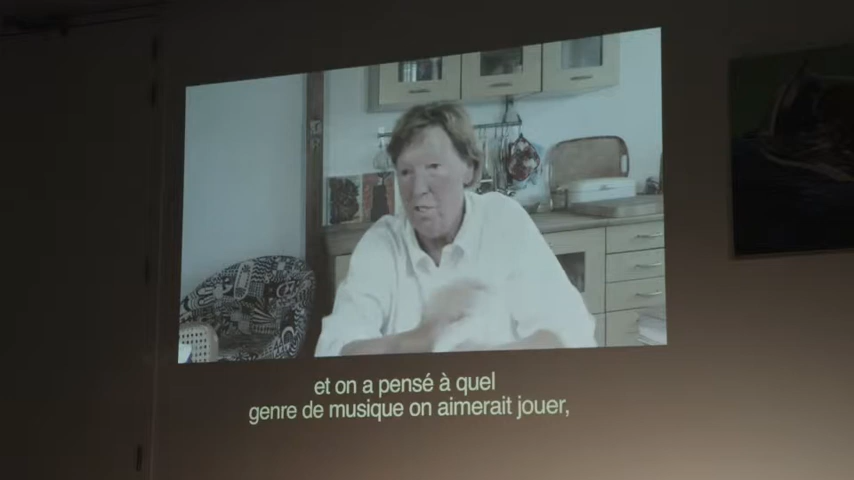 et on a pensé à quel
genre de musique on aimerait jouer,